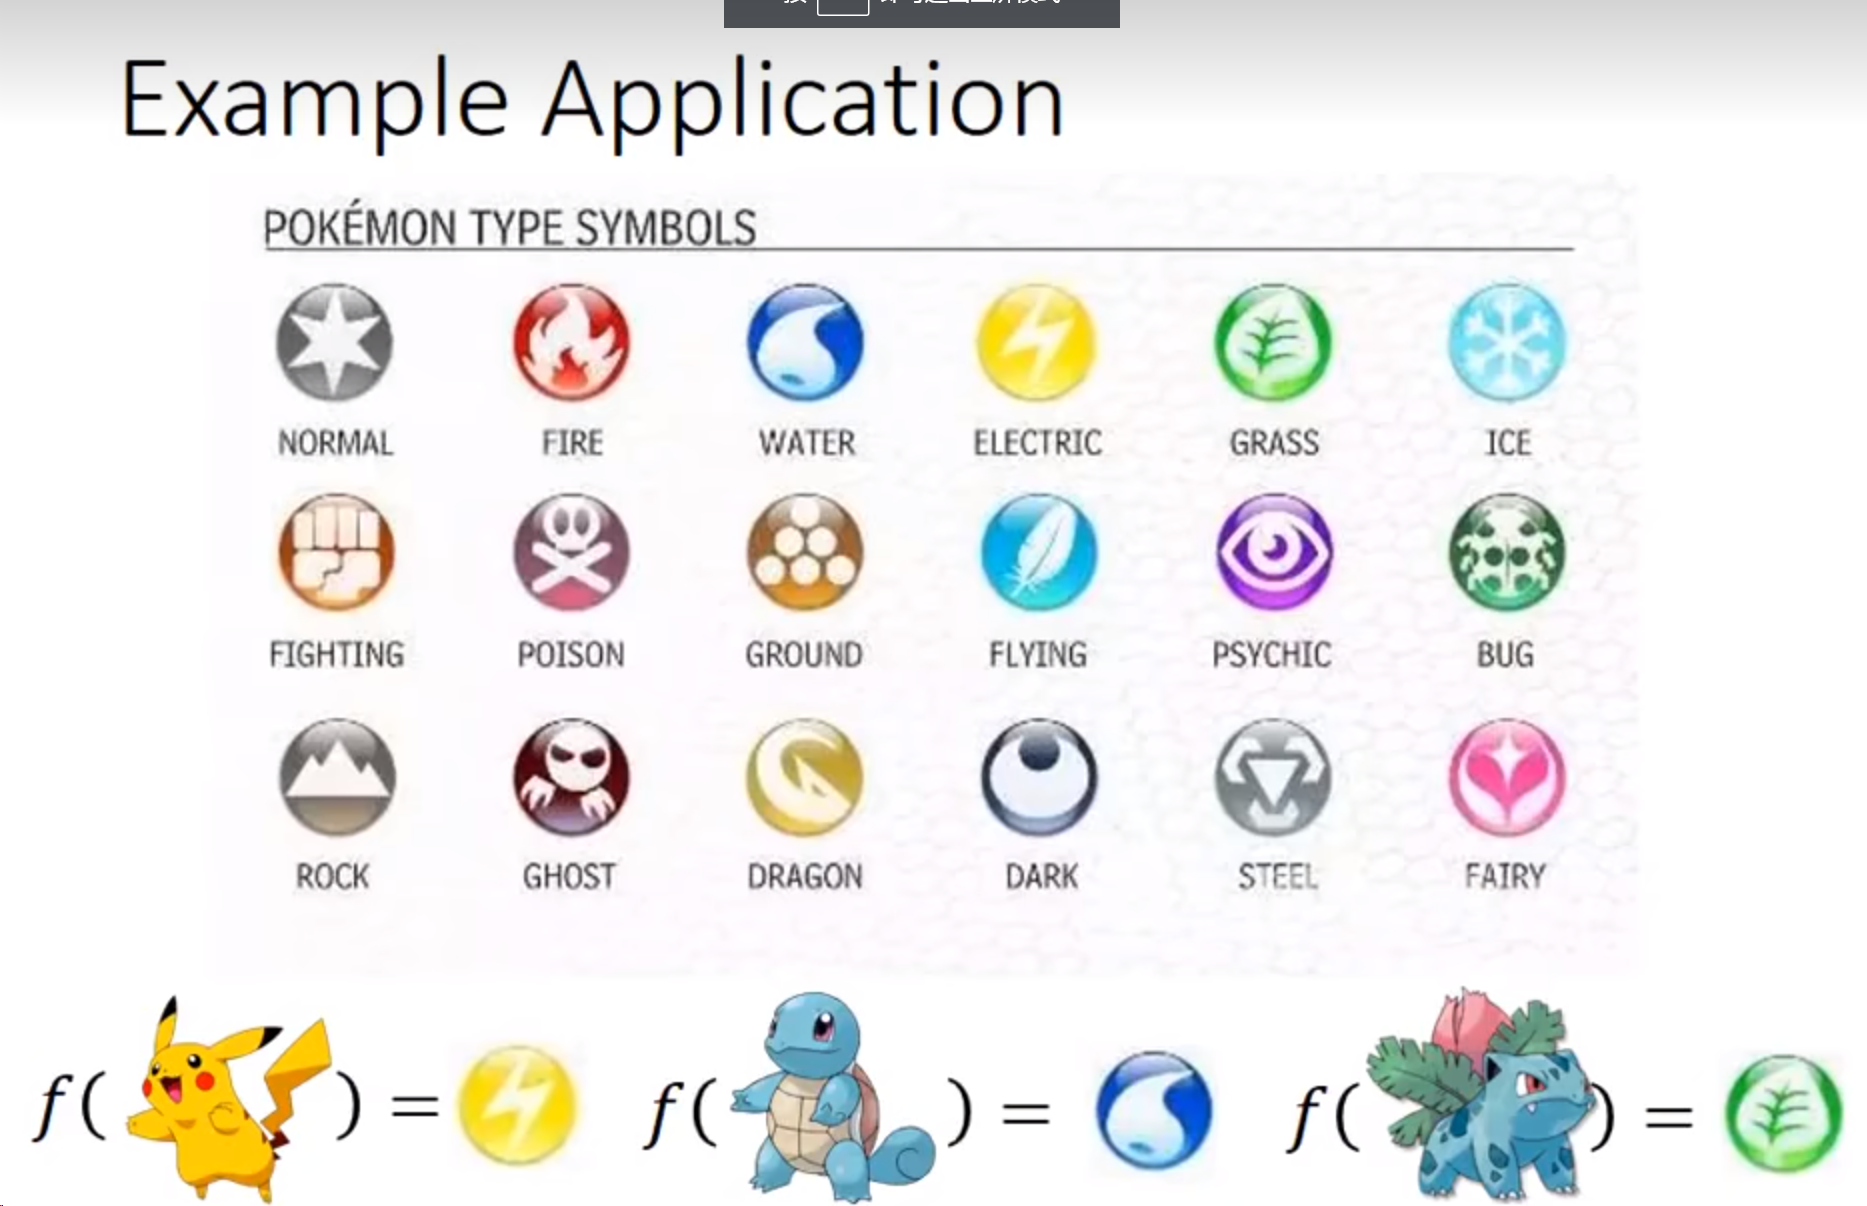 Example Application
POKÉMON TYPE SYMBOLS
NORMAL FIRE WATER ELECTRIC GRASS ICE
FIGHTING POISON GROUND FLYING PSYCHIC BUG
ROCK GHOST DRAGON DARK STEEL FAIRY
f( ) = f( ) = f( ) =